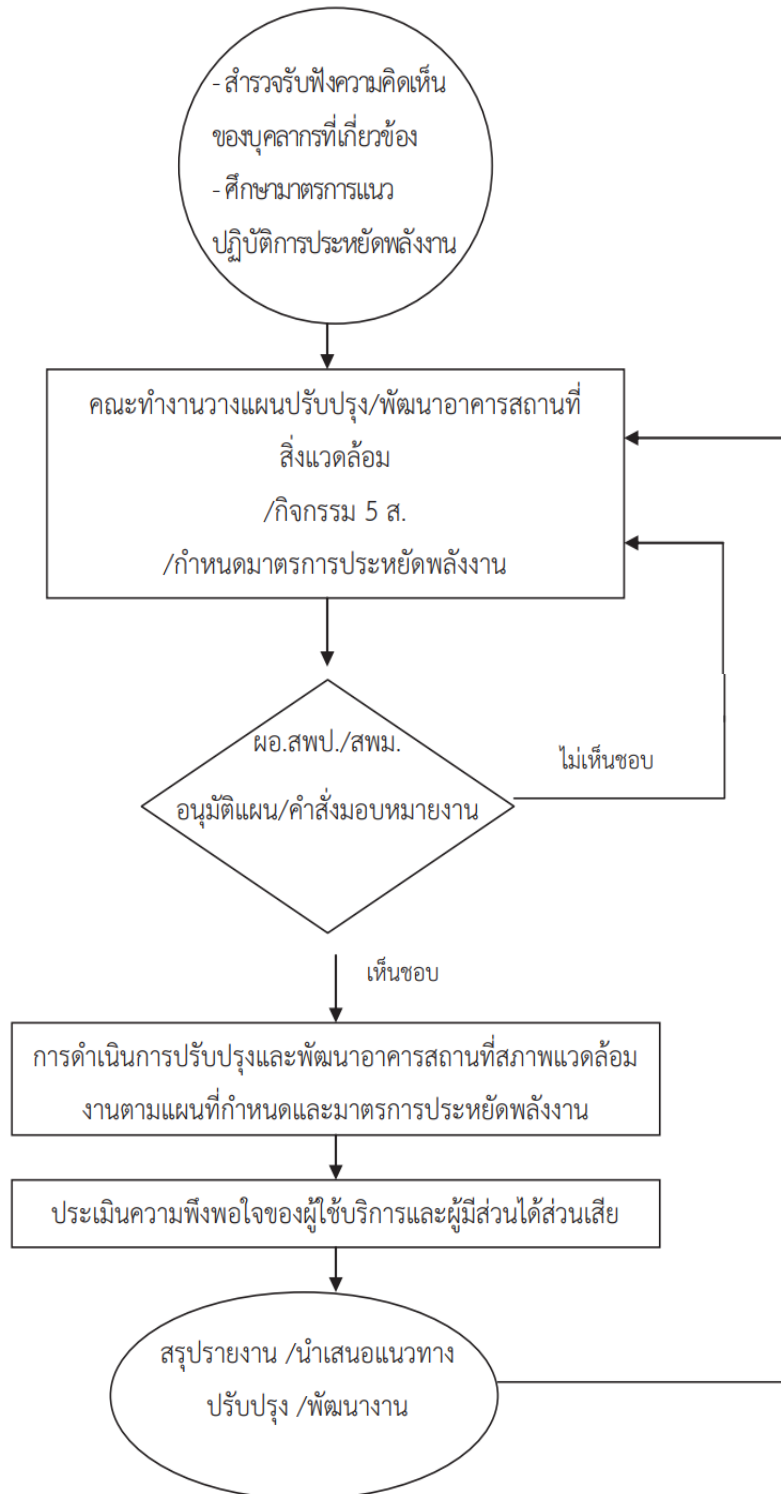 - สำรวจรับฟังความคิดเห็น
ของบุคลากรที่เกี่ยวข้อง
- ศึกษามาตรการแนว
ปฏิบัติการประหยัดพลังงาน
คณะทำงานวางแผนปรับปรุง/พัฒนาอาคารสถานที่
สิ่งแวดล้อม
/กิจกรรม 5 ส.
/กำหนดมาตรการประหยัดพลังงาน
ผอ.สพป./สพม.
อนุมัติแผน/คำสั่งมอบหมายงาน
ไม่เห็นชอบ
เห็นชอบ
การดำเนินการปรับปรุงและพัฒนาอาคารสถานที่สภาพแวดล้อม
งานตามแผนที่กำหนดและมาตรการประหยัดพลังงาน
ประเมินความพึงพอใจของผู้ใช้บริการและผู้มีส่วนได้ส่วนเสีย
สรุปรายงาน /นำเสนอแนวทาง
ปรับปรุง /พัฒนางาน